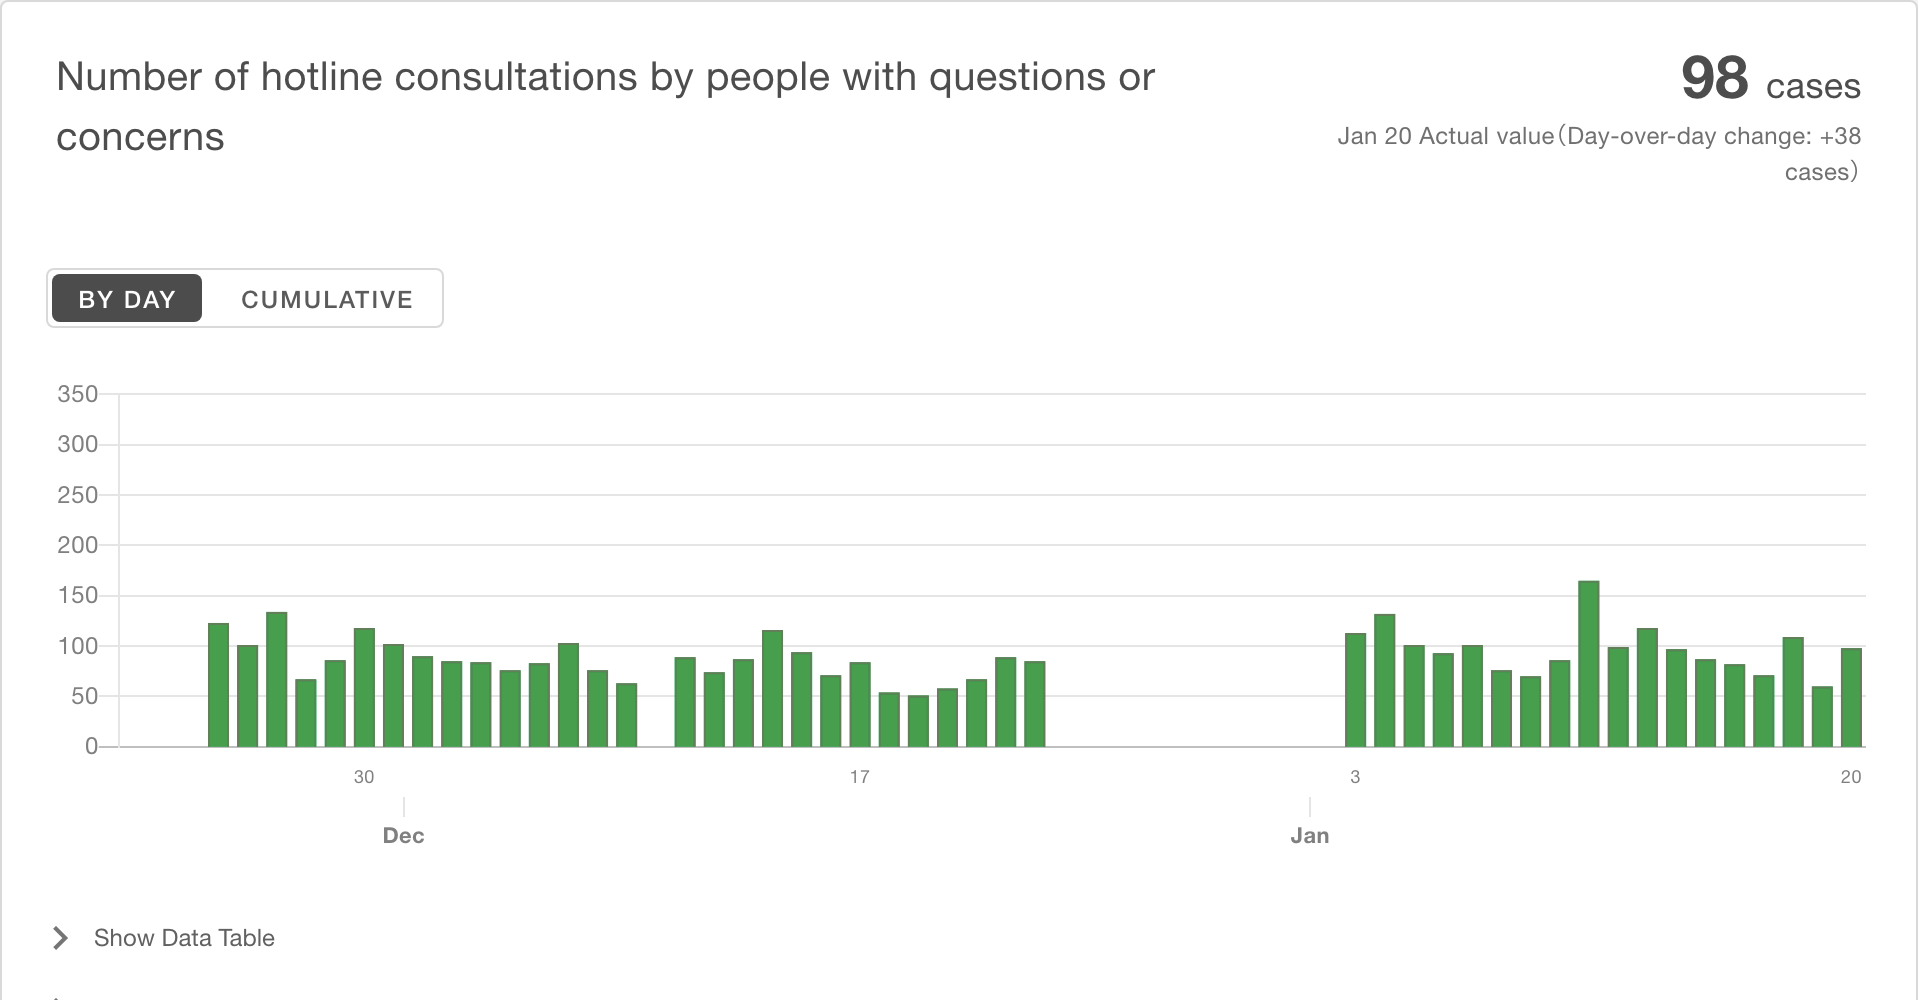 Number of hotline consultations by people with questions or
concerns
98 cases
Jan 20 Actual value（Day-over-day change: +38
cases）
BY DAY
CUMULATIVE
350
300
250
200
150
100
50
0
30
17
3
20
Dec
Jan
Show Data Table